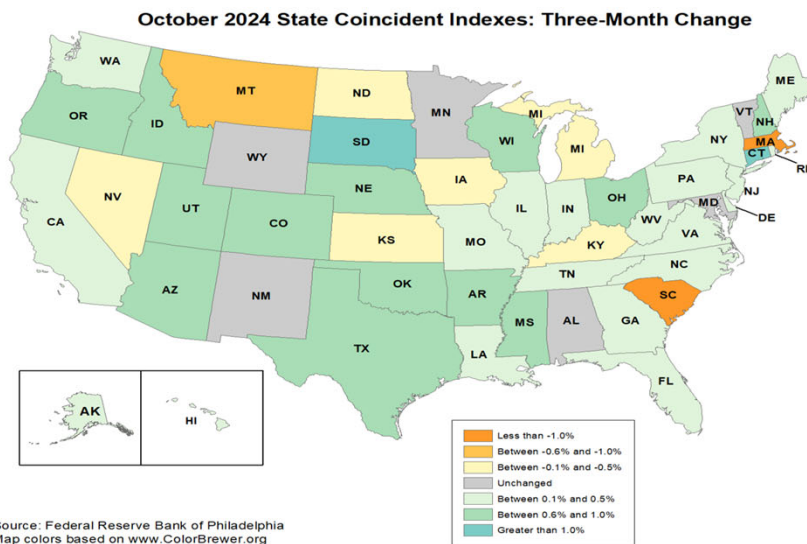 October 2024 State Coincident Indexes: Three-Month Change
WA
MT
ND
MN
ME
OR
ID
SD
WI
MI
MI
VT
NH
NY
MA
CT
RI
WY
IA
NE
PA
NJ
NV
UT
CO
IL
IN
OH
MD
DE
WV
VA
CA
KS
MO
KY
NC
TN
AZ
NM
OK
AR
SC
MS
AL
GA
TX
LA
FL
AK
HI
Less than -1.0%
Between -0.6% and -1.0%
Between -0.1% and -0.5%
Unchanged
Between 0.1% and 0.5%
Between 0.6% and 1.0%
Greater than 1.0%
Source: Federal Reserve Bank of Philadelphia
Map colors based on www.ColorBrewer.org